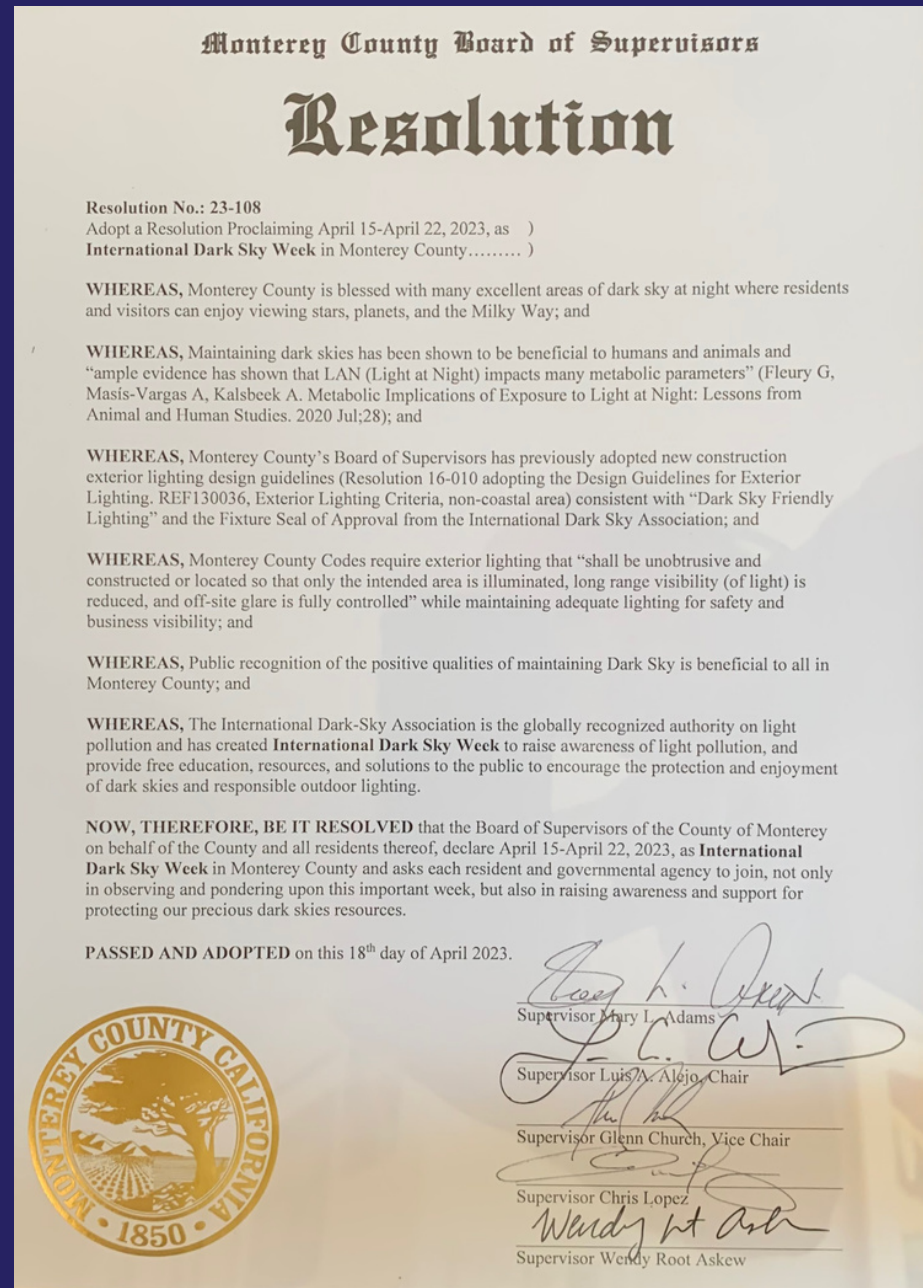 Monterey County Board of Supervisors
Resolution
Resolution No.: 23-108
Adopt a Resolution Proclaiming April 15-April 22, 2023, as )
International Dark Sky Week in Monterey County......... )
WHEREAS, Monterey County is blessed with many excellent areas of dark sky at night where residents
and visitors can enjoy viewing stars, planets, and the Milky Way; and
WHEREAS, Maintaining dark skies has been shown to be beneficial to humans and animals and
“ample evidence has shown that LAN (Light at Night) impacts many metabolic parameters” (Fleury G,
Masís-Vargas A, Kalsbeek A. Metabolic Implications of Exposure to Light at Night: Lessons from
Animal and Human Studies. 2020 Jul;28); and
WHEREAS, Monterey County’s Board of Supervisors has previously adopted new construction
exterior lighting design guidelines (Resolution 16-010 adopting the Design Guidelines for Exterior
Lighting. REF130036, Exterior Lighting Criteria, non-coastal area) consistent with “Dark Sky Friendly
Lighting” and the Fixture Seal of Approval from the International Dark Sky Association; and
WHEREAS, Monterey County Codes require exterior lighting that “shall be unobtrusive and
constructed or located so that only the intended area is illuminated, long range visibility (of light) is
reduced, and off-site glare is fully controlled” while maintaining adequate lighting for safety and
business visibility; and
WHEREAS, Public recognition of the positive qualities of maintaining Dark Sky is beneficial to all in
Monterey County; and
WHEREAS, The International Dark-Sky Association is the globally recognized authority on light
pollution and has created International Dark Sky Week to raise awareness of light pollution, and
provide free education, resources, and solutions to the public to encourage the protection and enjoyment
of dark skies and responsible outdoor lighting.
NOW, THEREFORE, BE IT RESOLVED that the Board of Supervisors of the County of Monterey
on behalf of the County and all residents thereof, declare April 15-April 22, 2023, as International
Dark Sky Week in Monterey County and asks each resident and governmental agency to join, not only
in observing and pondering upon this important week, but also in raising awareness and support for
protecting our precious dark skies resources.
PASSED AND ADOPTED on this 18th day of April 2023.
Supervisor Mary L. Adams
Supervisor Luis A. Alejo, Chair
Supervisor Glenn Church, Vice Chair
Supervisor Chris Lopez
Wendy
Supervisor Wendy Root Askew
MONTEREY COUNTY CALIFORNIA
• 1850 •